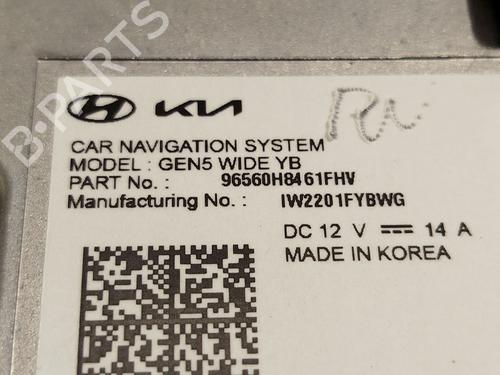 KIA
CAR NAVIGATION SYSTEM
MODEL : GEN5 WIDE YB
PART No. : 96560H8461FHV
Manufacturing No. : IW2201FYBWG
DC 12 V ⎓ 14 A
MADE IN KOREA
B-PARTS